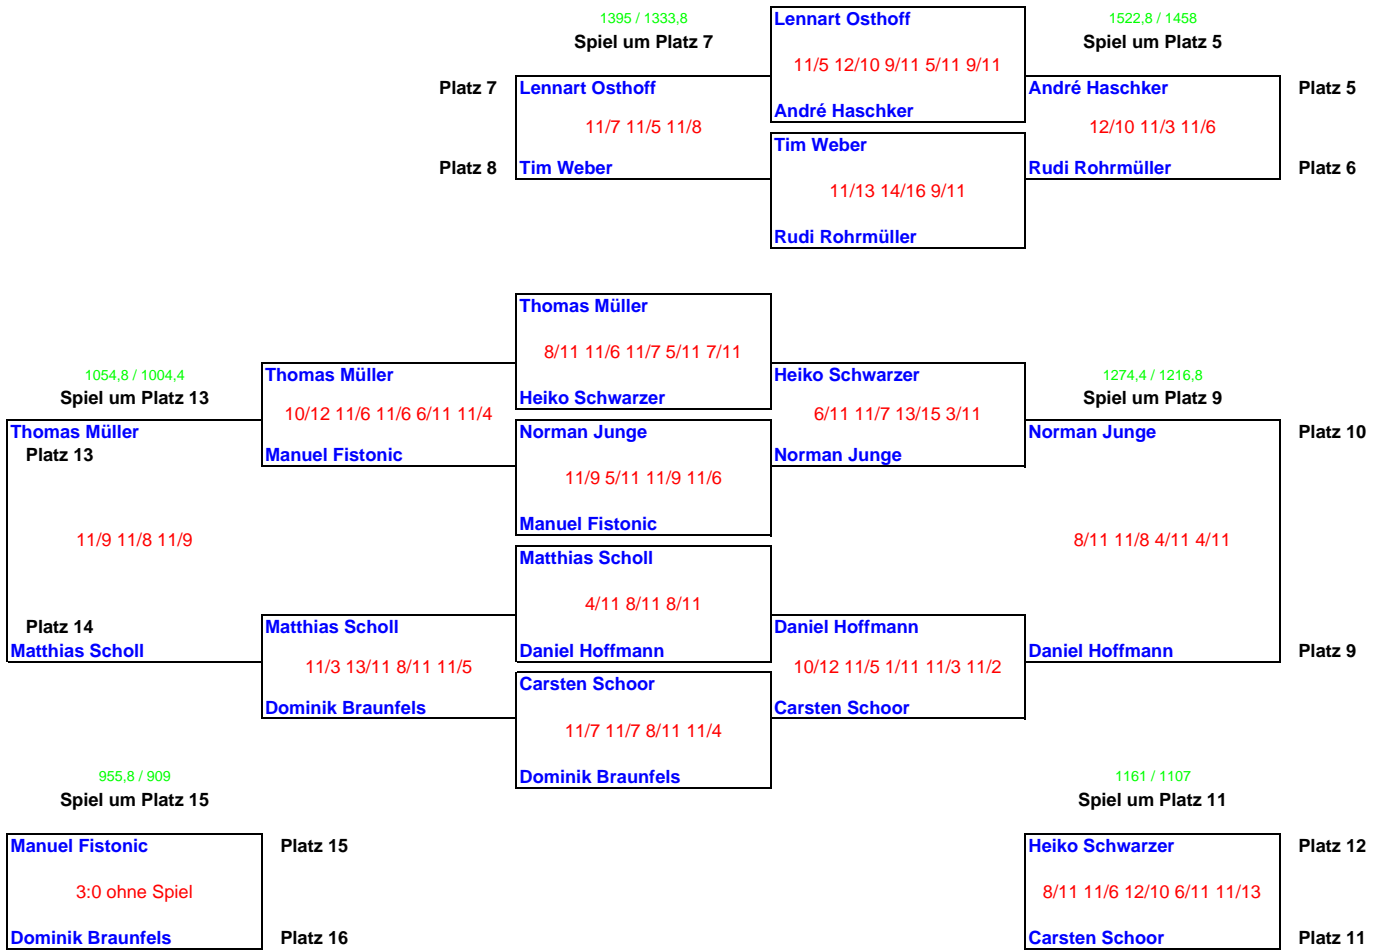 1395 / 1333,8
Lennart Osthoff
1522,8 / 1458
Spiel um Platz 7
Spiel um Platz 5
11/5 12/10 9/11 5/11 9/11
Platz 7
Lennart Osthoff
André Haschker
Platz 5
André Haschker
11/7 11/5 11/8
12/10 11/3 11/6
Tim Weber
Platz 8
Tim Weber
Rudi Rohrmüller
Platz 6
11/13 14/16 9/11
Rudi Rohrmüller
Thomas Müller
8/11 11/6 11/7 5/11 7/11
1054,8 / 1004,4
Thomas Müller
Heiko Schwarzer
1274,4 / 1216,8
Spiel um Platz 13
Heiko Schwarzer
Spiel um Platz 9
10/12 11/6 11/6 6/11 11/4
6/11 11/7 13/15 3/11
Thomas Müller
Norman Junge
Norman Junge
Platz 10
Platz 13
Manuel Fistonic
Norman Junge
11/9 5/11 11/9 11/6
Manuel Fistonic
11/9 11/8 11/9
8/11 11/8 4/11 4/11
Matthias Scholl
4/11 8/11 8/11
Platz 14
Matthias Scholl
Daniel Hoffmann
Matthias Scholl
Daniel Hoffmann
Daniel Hoffmann
Platz 9
11/3 13/11 8/11 11/5
10/12 11/5 1/11 11/3 11/2
Carsten Schoor
Dominik Braunfels
Carsten Schoor
11/7 11/7 8/11 11/4
955,8 / 909
Dominik Braunfels
1161 / 1107
Spiel um Platz 15
Spiel um Platz 11
Manuel Fistonic
Platz 15
Heiko Schwarzer
Platz 12
3:0 ohne Spiel
8/11 11/6 12/10 6/11 11/13
Dominik Braunfels
Platz 16
Carsten Schoor
Platz 11